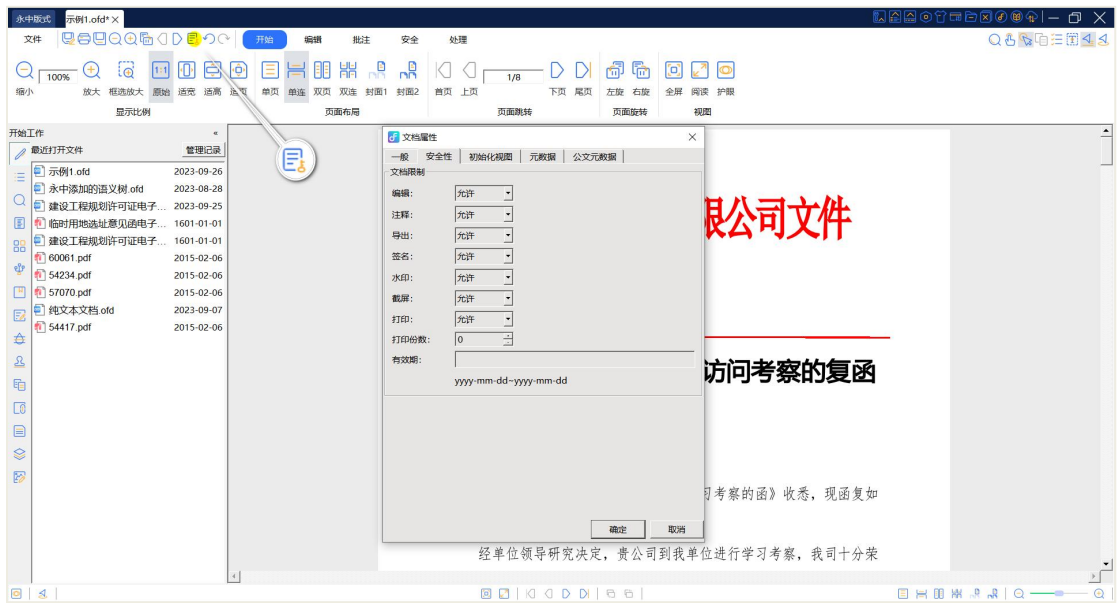 永中版式 示例1.ofd* ×
文件 开始 编辑 批注 安全 处理
100% 1:1 1/8
缩小 放大 框选放大 原始 适宽 适高 适页 单页 单连 双页 双连 封面1 封面2 首页 上页 下页 尾页 左旋 右旋 全屏 阅读 护眼
显示比例 页面布局 页面跳转 页面旋转 视图
开始工作 «
最近打开文件 管理记录
示例1.ofd 2023-09-26
永中添加的语义树.ofd 2023-08-28
建设工程规划许可证电子... 2023-09-25
临时用地选址意见函电子... 1601-01-01
建设工程规划许可证电子... 1601-01-01
60061.pdf 2015-02-06
54234.pdf 2015-02-06
57070.pdf 2015-02-06
纯文本文档.ofd 2023-09-07
54417.pdf 2015-02-06
文档属性
一般 安全性 初始化视图 元数据 公文元数据
文档限制
编辑: 允许
注释: 允许
导出: 允许
签名: 允许
水印: 允许
截屏: 允许
打印: 允许
打印份数: 0
有效期:
yyyy-mm-dd~yyyy-mm-dd
确定 取消
限公司文件
访问考察的复函
习考察的函》收悉，现函复如
经单位领导研究决定，贵公司到我单位进行学习考察，我司十分荣